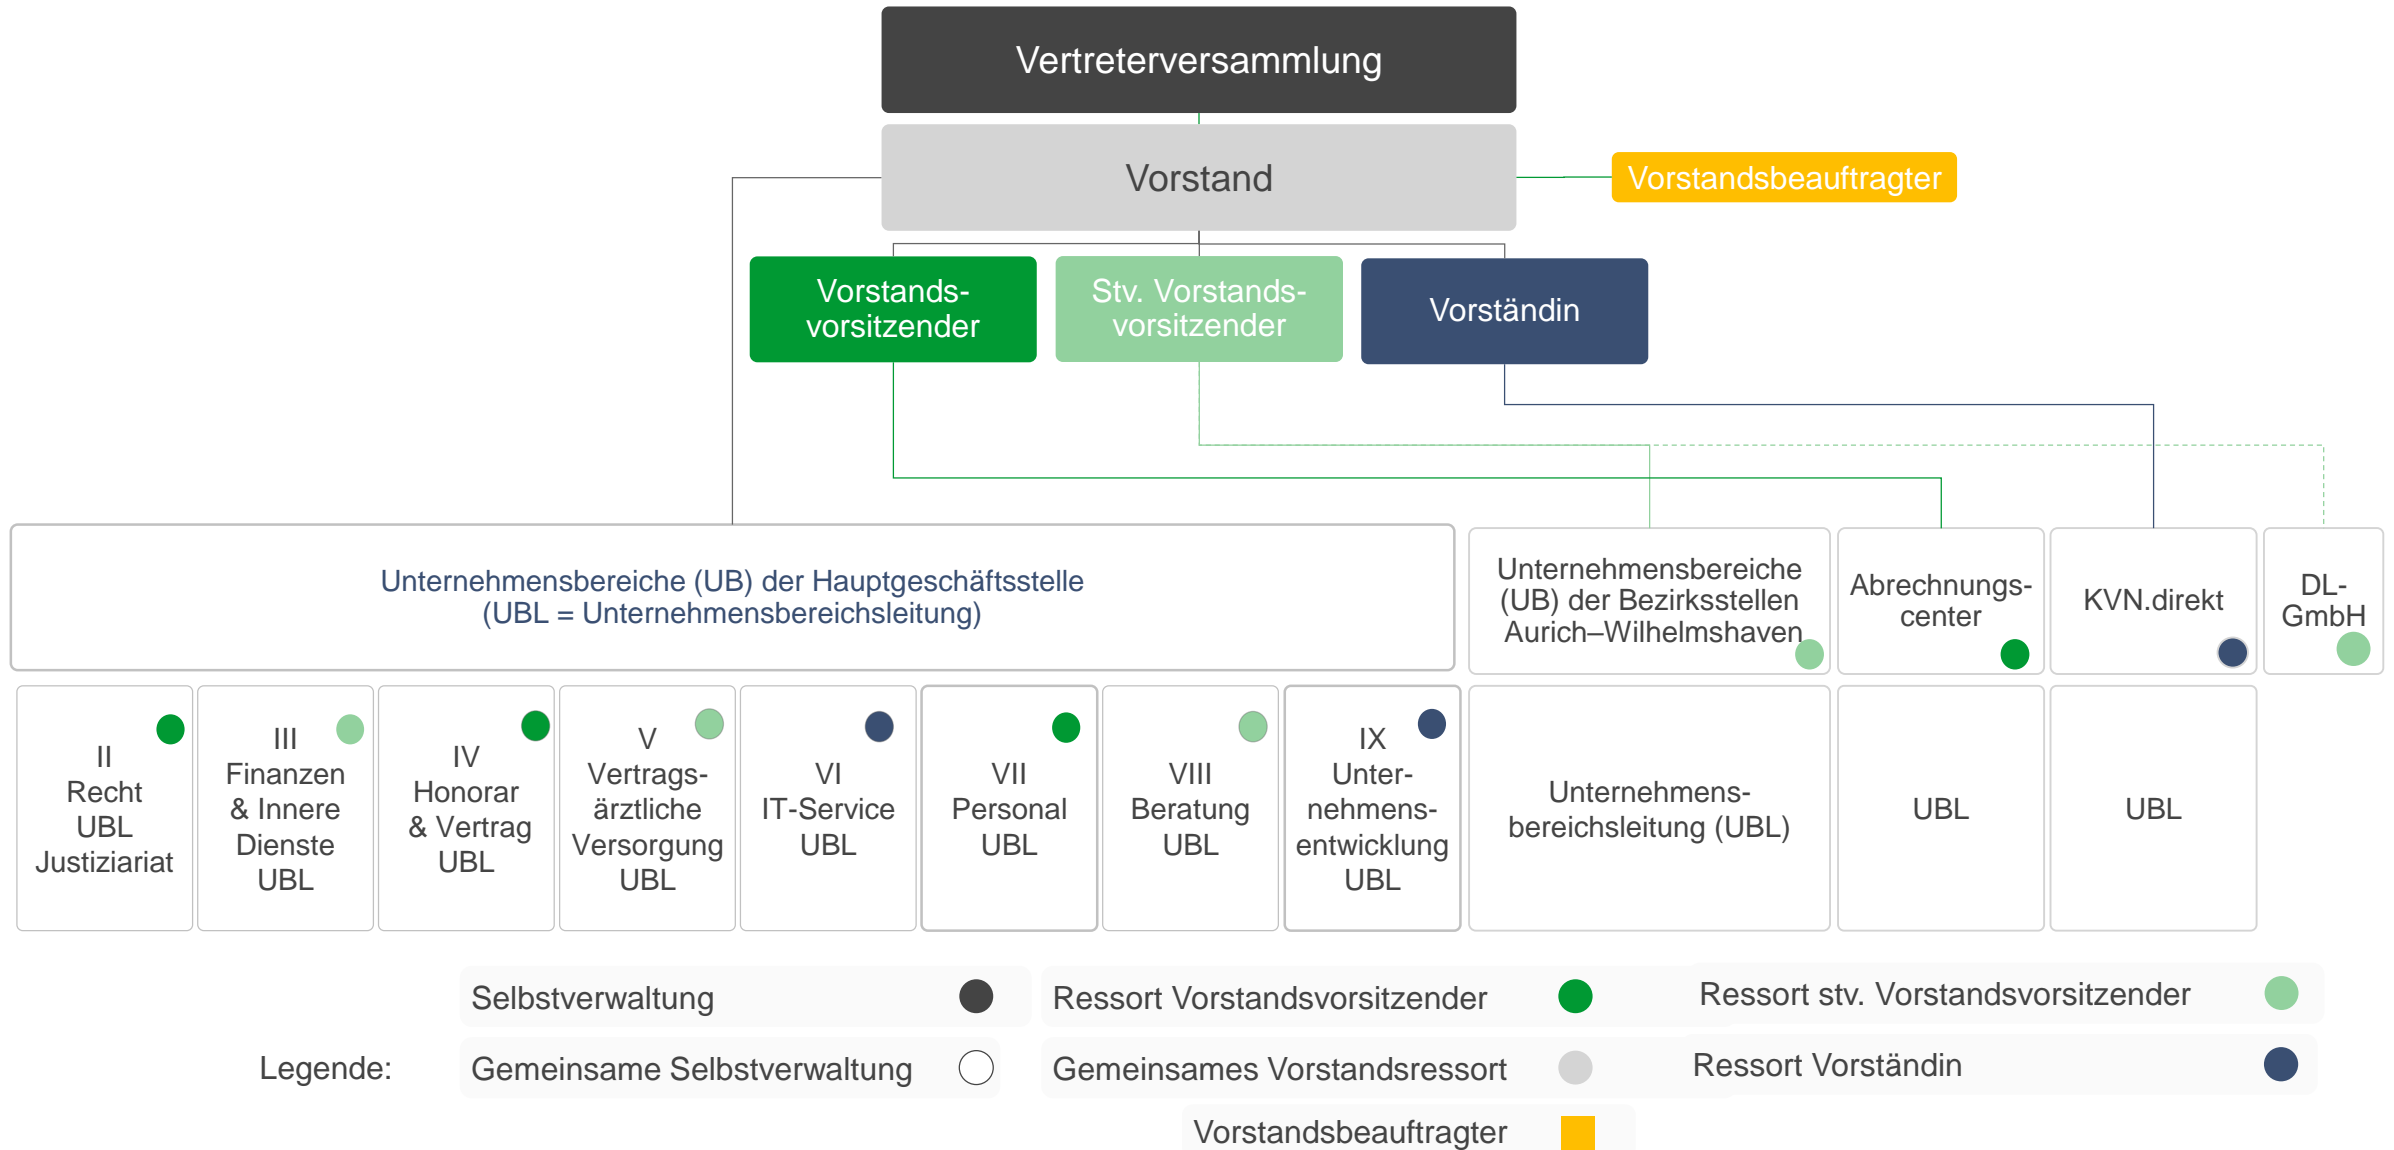 Vertreterversammlung
Vorstand
Vorstandsbeauftragter
Vorstands-
vorsitzender
Stv. Vorstands-
vorsitzender
Vorständin
Unternehmensbereiche (UB) der Hauptgeschäftsstelle
(UBL = Unternehmensbereichsleitung)
Unternehmensbereiche
(UB) der Bezirksstellen
Aurich–Wilhelmshaven
Abrechnungs-
center
KVN.direkt
DL-
GmbH
II
Recht
UBL
Justiziariat
III
Finanzen
& Innere
Dienste
UBL
IV
Honorar
& Vertrag
UBL
V
Vertrags-
ärztliche
Versorgung
UBL
VI
IT-Service
UBL
VII
Personal
UBL
VIII
Beratung
UBL
IX
Unter-
nehmens-
entwicklung
UBL
Unternehmens-
bereichsleitung (UBL)
UBL
UBL
Legende:
Selbstverwaltung
Ressort Vorstandsvorsitzender
Ressort stv. Vorstandsvorsitzender
Gemeinsame Selbstverwaltung
Gemeinsames Vorstandsressort
Ressort Vorständin
Vorstandsbeauftragter